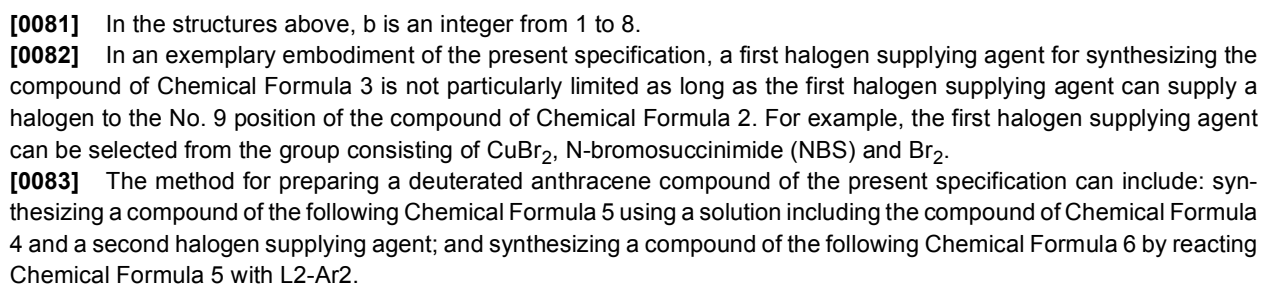 [0081] In the structures above, b is an integer from 1 to 8.
[0082] In an exemplary embodiment of the present specification, a first halogen supplying agent for synthesizing the
compound of Chemical Formula 3 is not particularly limited as long as the first halogen supplying agent can supply a
halogen to the No. 9 position of the compound of Chemical Formula 2. For example, the first halogen supplying agent
can be selected from the group consisting of CuBr₂, N-bromosuccinimide (NBS) and Br₂.
[0083] The method for preparing a deuterated anthracene compound of the present specification can include: syn-
thesizing a compound of the following Chemical Formula 5 using a solution including the compound of Chemical Formula
4 and a second halogen supplying agent; and synthesizing a compound of the following Chemical Formula 6 by reacting
Chemical Formula 5 with L2-Ar2.